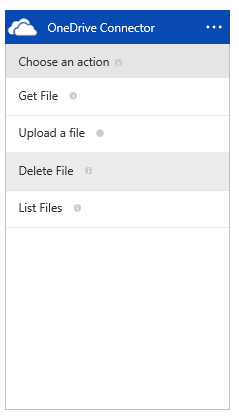 OneDrive Connector
Choose an action
Get File
Upload a file
Delete File
List Files